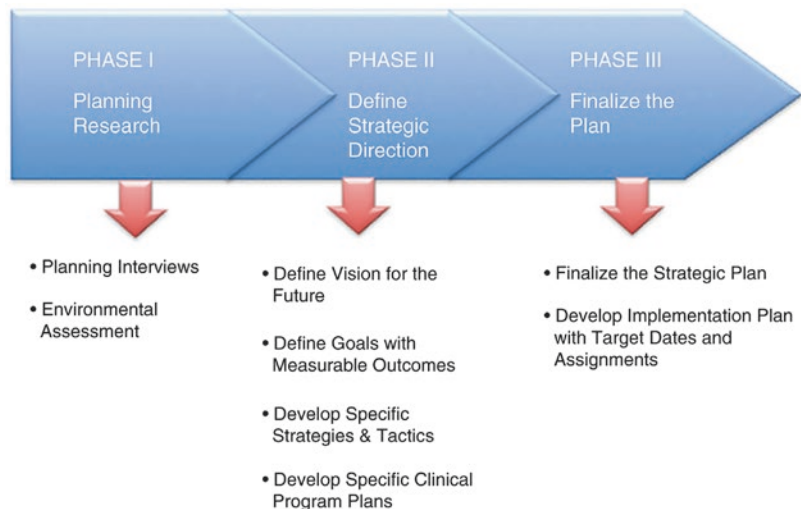 PHASE I
Planning
Research
PHASE II
Define
Strategic
Direction
PHASE III
Finalize the
Plan
• Planning Interviews
• Environmental
Assessment
• Define Vision for the
Future
• Define Goals with
Measurable Outcomes
• Develop Specific
Strategies & Tactics
• Develop Specific Clinical
Program Plans
• Finalize the Strategic Plan
• Develop Implementation Plan
with Target Dates and
Assignments